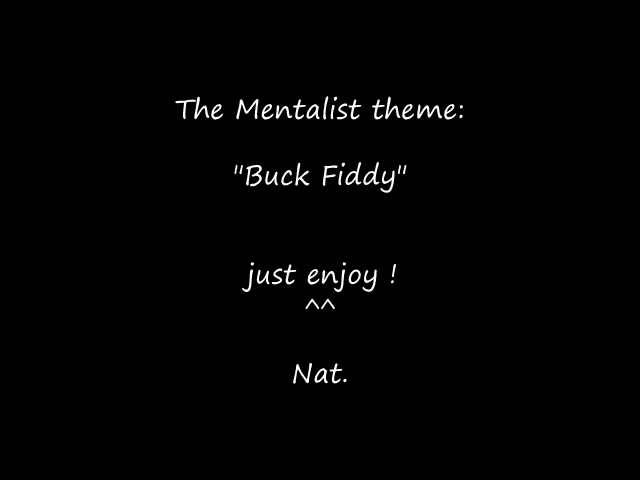 The Mentalist theme:
"Buck Fiddy"
just enjoy !
^^
Nat.